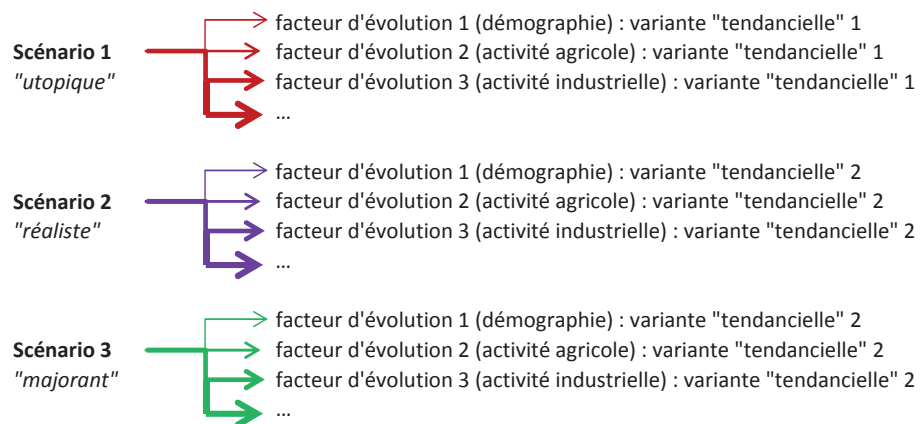 facteur d'évolution 1 (démographie) : variante "tendancielle" 1
Scénario 1 facteur d'évolution 2 (activité agricole) : variante "tendancielle" 1
"utopique" facteur d'évolution 3 (activité industrielle) : variante "tendancielle" 1
...
facteur d'évolution 1 (démographie) : variante "tendancielle" 2
Scénario 2 facteur d'évolution 2 (activité agricole) : variante "tendancielle" 2
"réaliste" facteur d'évolution 3 (activité industrielle) : variante "tendancielle" 2
...
facteur d'évolution 1 (démographie) : variante "tendancielle" 2
Scénario 3 facteur d'évolution 2 (activité agricole) : variante "tendancielle" 2
"majorant" facteur d'évolution 3 (activité industrielle) : variante "tendancielle" 2
...